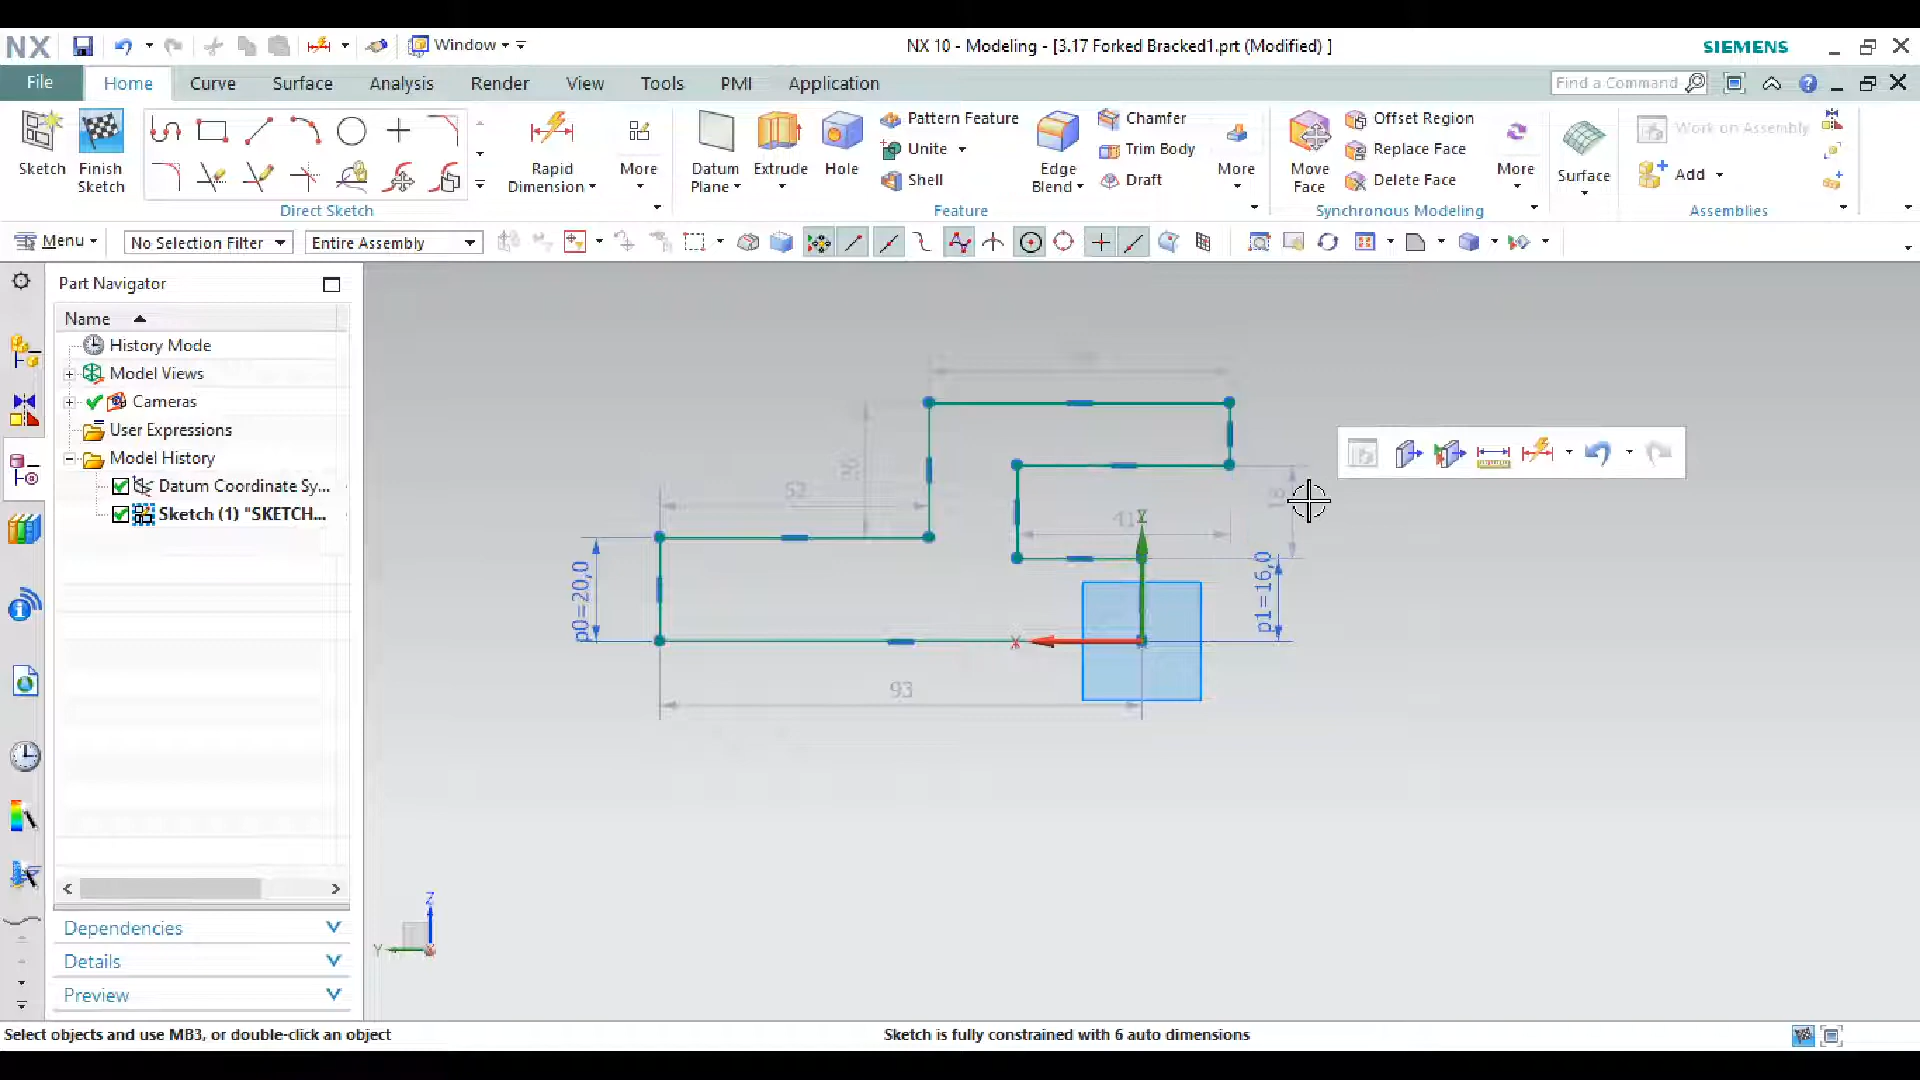 NX
Window
NX 10 - Modeling - [3.17 Forked Bracked1.prt (Modified) ]
SIEMENS
File
Home
Curve
Surface
Analysis
Render
View
Tools
PMI
Application
Find a Command
Sketch
Finish Sketch
Rapid Dimension
More
Direct Sketch
Datum Plane
Extrude
Hole
Pattern Feature
Unite
Shell
Edge Blend
Chamfer
Trim Body
Draft
More
Feature
Move Face
Offset Region
Replace Face
Delete Face
More
Synchronous Modeling
Surface
Work on Assembly
Add
Assemblies
Menu
No Selection Filter
Entire Assembly
Part Navigator
Name
History Mode
Model Views
Cameras
User Expressions
Model History
Datum Coordinate Sy...
Sketch (1) "SKETCH...
Dependencies
Details
Preview
52
41
Z
p0=20,0
p1=16,0
X
93
Z
Y
X
Select objects and use MB3, or double-click an object
Sketch is fully constrained with 6 auto dimensions